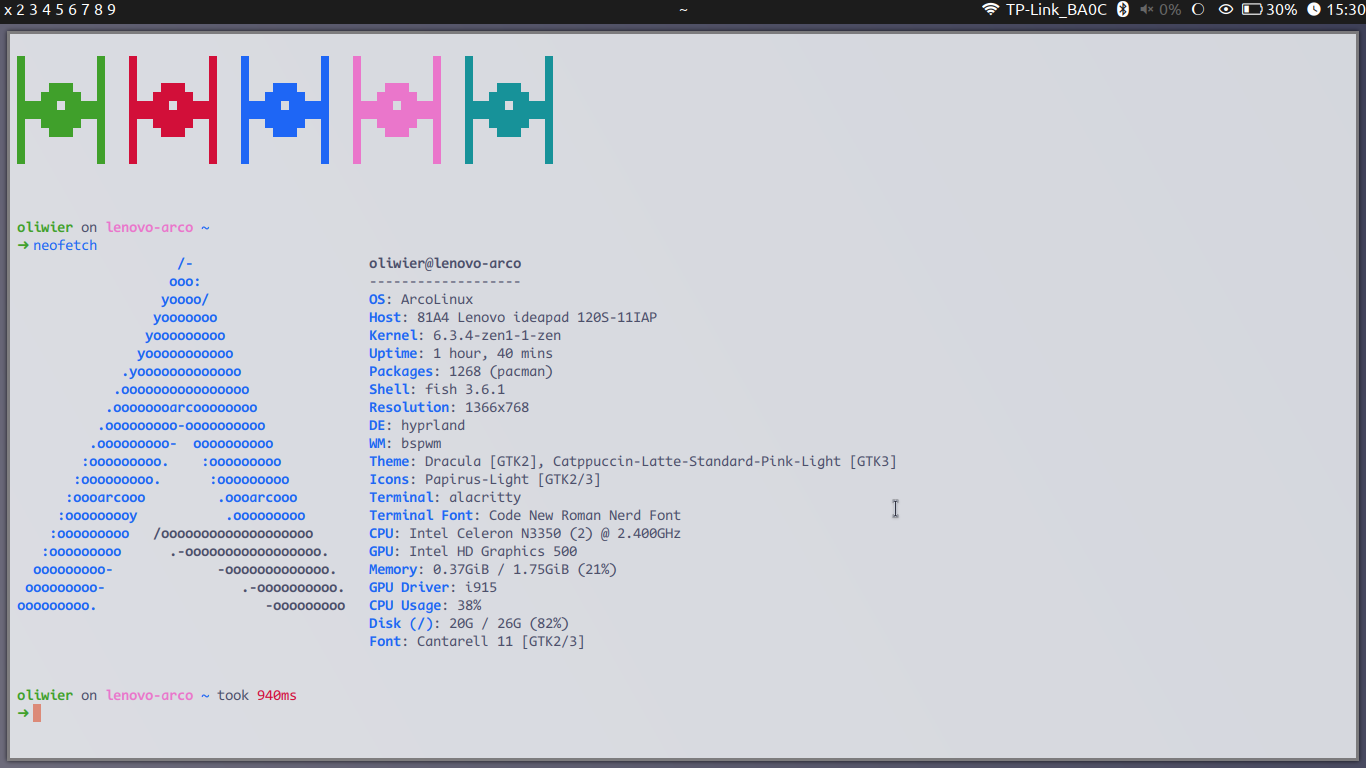 x 2 3 4 5 6 7 8 9 ~ TP-Link_BA0C 0% 30% 15:30
oliwier on lenovo-arco ~
➜ neofetch
/- oliwier@lenovo-arco
ooo: -------------------
yoooo/ OS: ArcoLinux
yooooooo Host: 81A4 Lenovo ideapad 120S-11IAP
yooooooooo Kernel: 6.3.4-zen1-1-zen
yooooooooooo Uptime: 1 hour, 40 mins
.yooooooooooooo Packages: 1268 (pacman)
.oooooooooooooooo Shell: fish 3.6.1
.oooooooarcoooooooo Resolution: 1366x768
.ooooooooo-oooooooooo DE: hyprland
.ooooooooo-  oooooooooo WM: bspwm
:ooooooooo.    :ooooooooo Theme: Dracula [GTK2], Catppuccin-Latte-Standard-Pink-Light [GTK3]
:ooooooooo.      :ooooooooo Icons: Papirus-Light [GTK2/3]
:oooarcooo         .oooarcooo Terminal: alacritty
:ooooooooy           .ooooooooo Terminal Font: Code New Roman Nerd Font
:ooooooooo   /ooooooooooooooooooo CPU: Intel Celeron N3350 (2) @ 2.400GHz
:ooooooooo      .-ooooooooooooooooo. GPU: Intel HD Graphics 500
ooooooooo-             -ooooooooooooo. Memory: 0.37GiB / 1.75GiB (21%)
ooooooooo-                 .-oooooooooo. GPU Driver: i915
ooooooooo.                     -ooooooooo CPU Usage: 38%
Disk (/): 20G / 26G (82%)
Font: Cantarell 11 [GTK2/3]
oliwier on lenovo-arco ~ took 940ms
➜